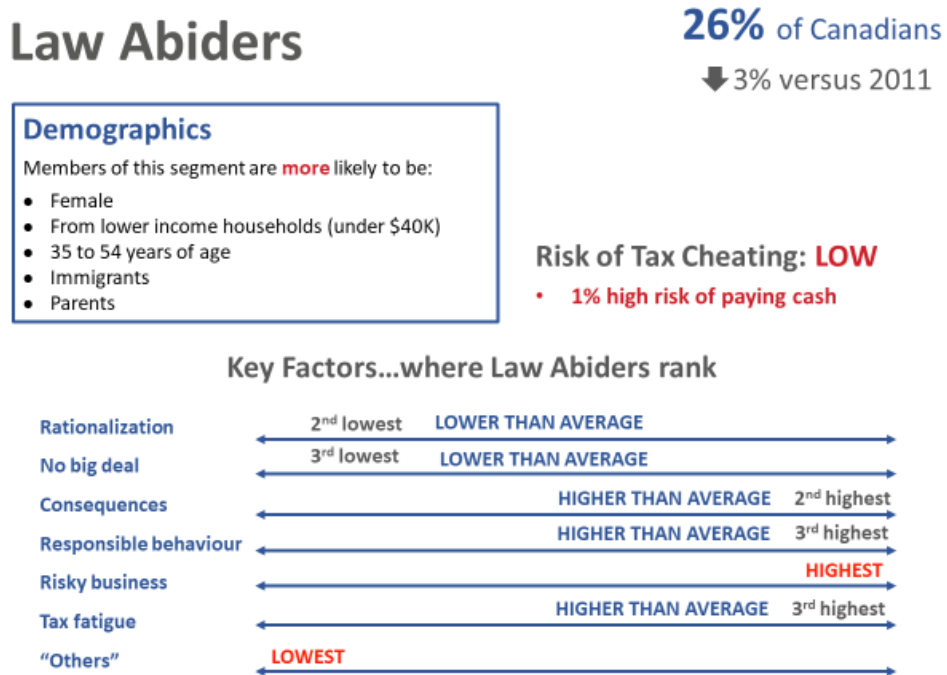 Law Abiders
26% of Canadians
3% versus 2011
Demographics
Members of this segment are more likely to be:
• Female
• From lower income households (under $40K)
• 35 to 54 years of age
• Immigrants
• Parents
Risk of Tax Cheating: LOW
• 1% high risk of paying cash
Key Factors...where Law Abiders rank
Rationalization 2nd lowest LOWER THAN AVERAGE
No big deal 3rd lowest LOWER THAN AVERAGE
Consequences HIGHER THAN AVERAGE 2nd highest
Responsible behaviour HIGHER THAN AVERAGE 3rd highest
Risky business HIGHEST
Tax fatigue HIGHER THAN AVERAGE 3rd highest
“Others” LOWEST